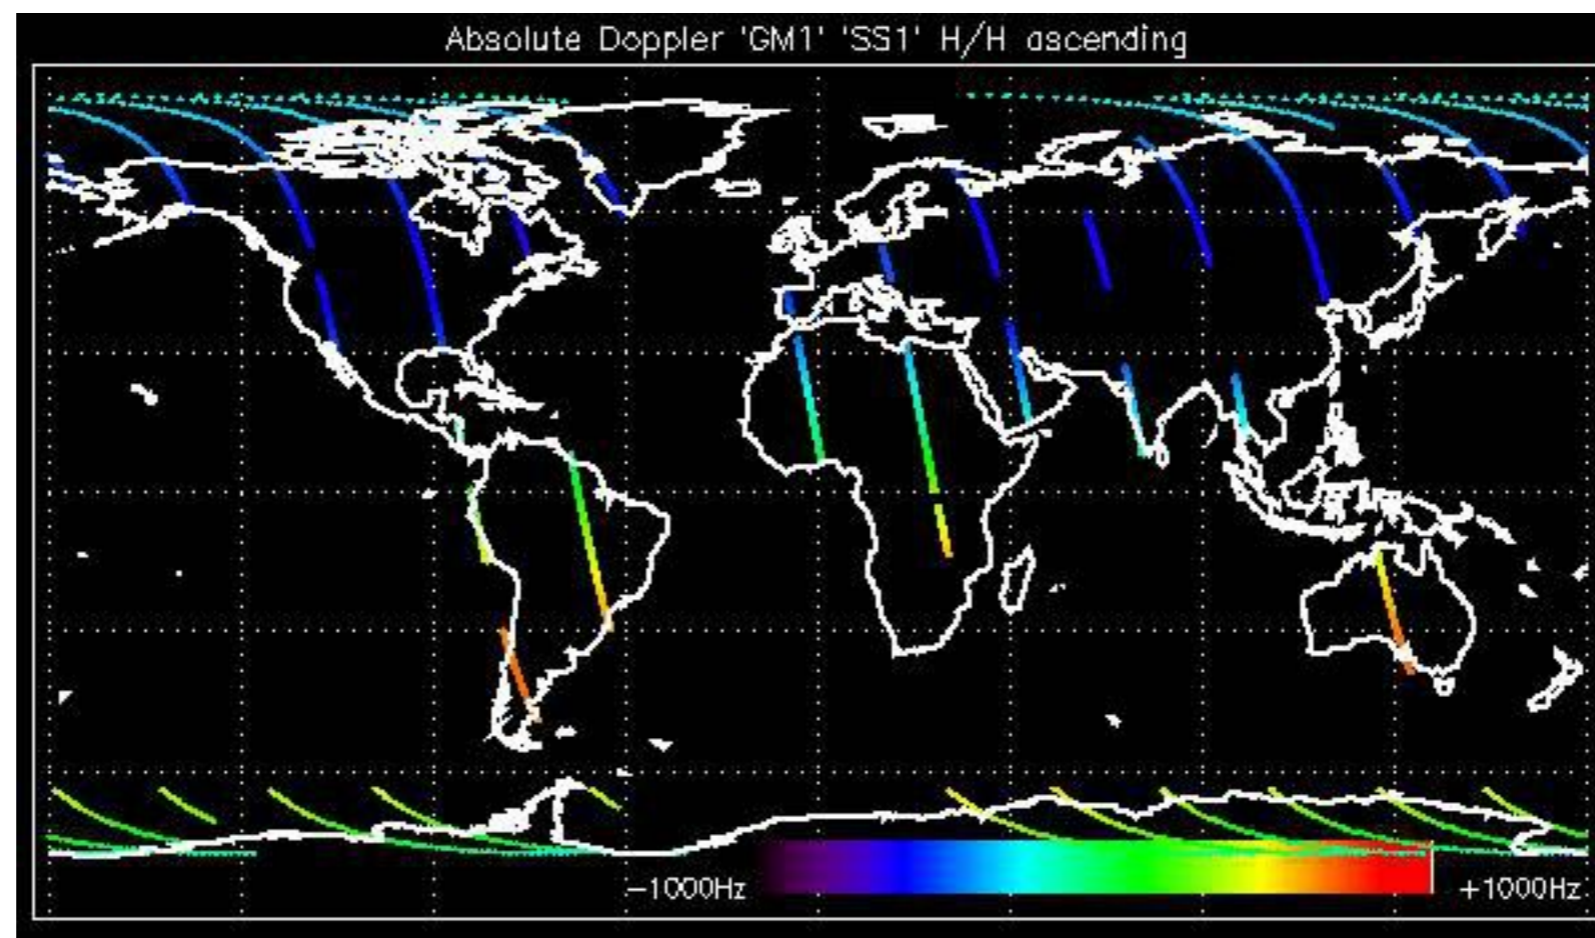 Absolute Doppler 'GM1' 'SS1' H/H ascending
-1000Hz
+1000Hz